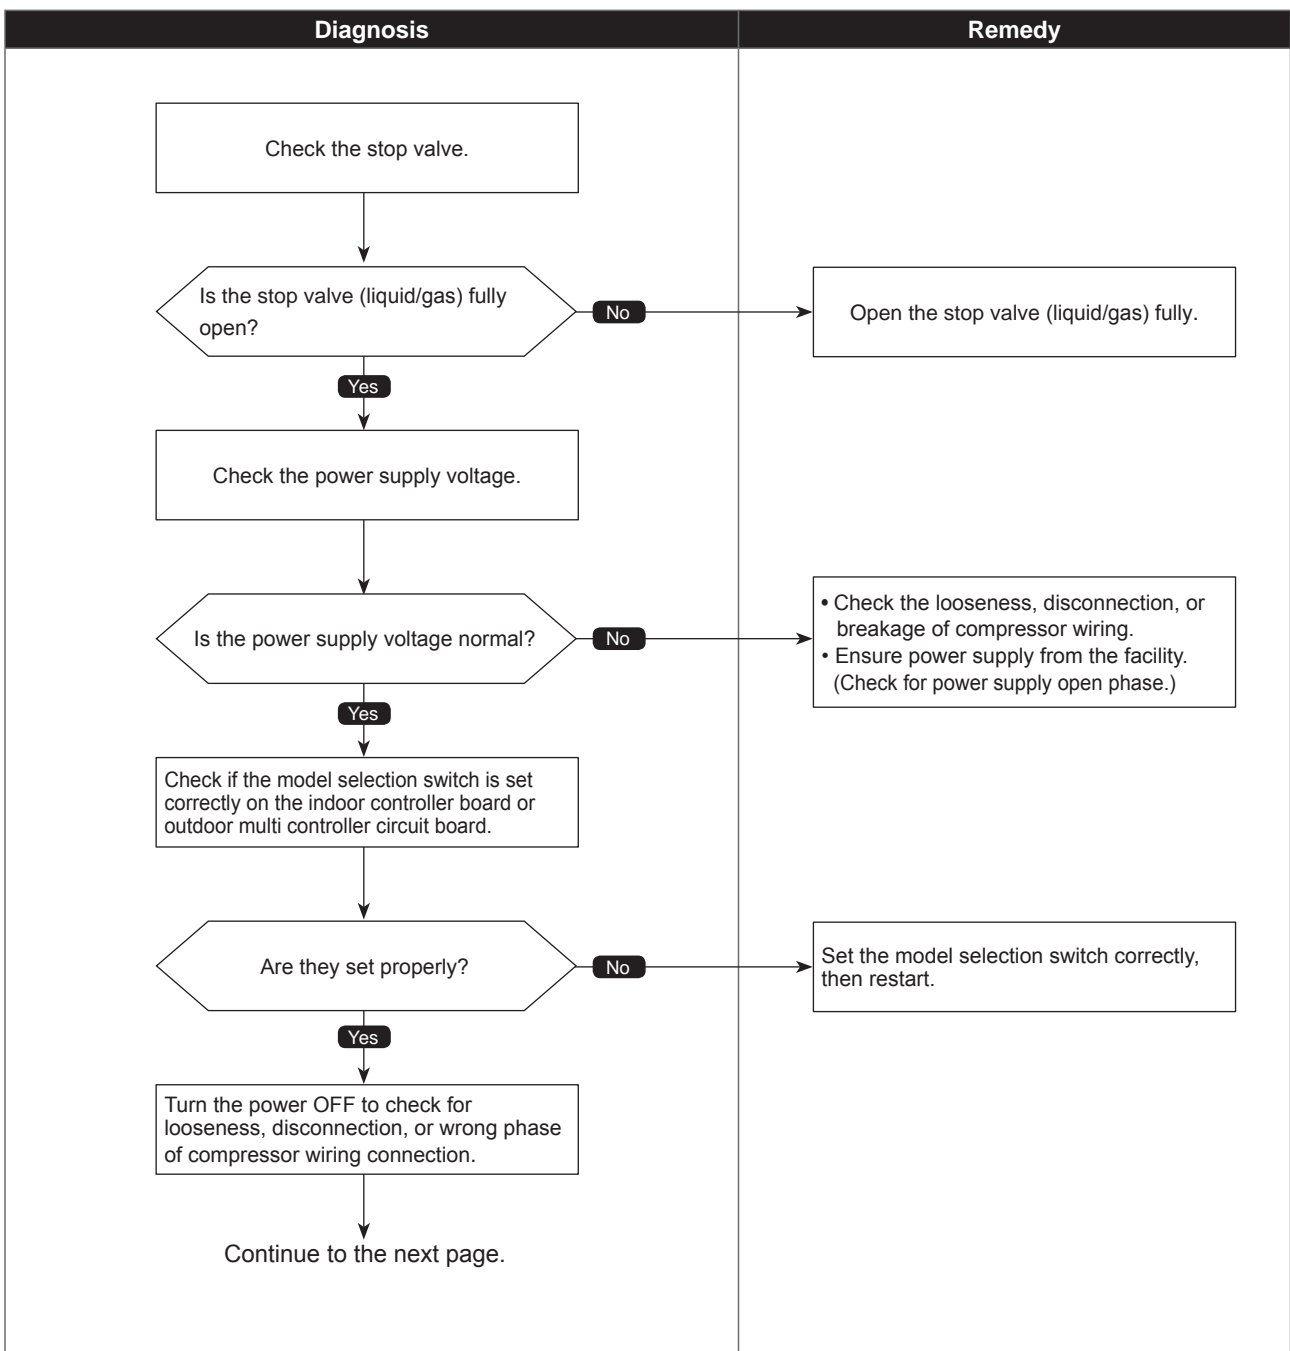 Diagnosis
Remedy
Check the stop valve.
Is the stop valve (liquid/gas) fully
open?
No
Open the stop valve (liquid/gas) fully.
Yes
Check the power supply voltage.
Is the power supply voltage normal?
No
• Check the looseness, disconnection, or
breakage of compressor wiring.
• Ensure power supply from the facility.
(Check for power supply open phase.)
Yes
Check if the model selection switch is set
correctly on the indoor controller board or
outdoor multi controller circuit board.
Are they set properly?
No
Set the model selection switch correctly,
then restart.
Yes
Turn the power OFF to check for
looseness, disconnection, or wrong phase
of compressor wiring connection.
Continue to the next page.